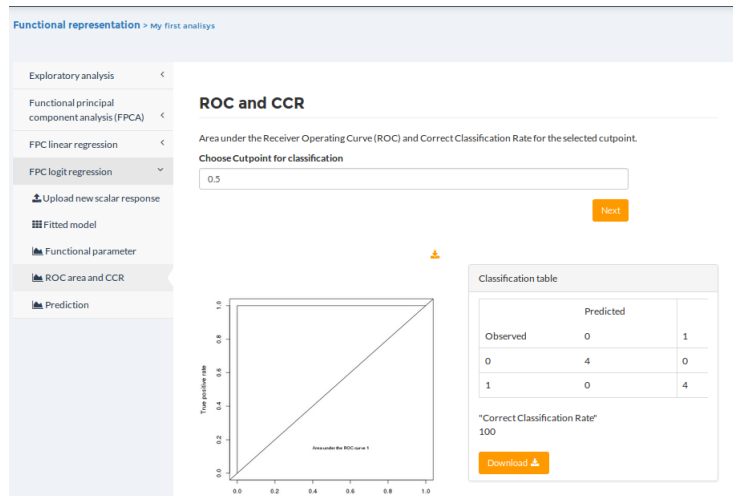 Functional representation > My first analisys
Exploratory analysis
Functional principal
component analysis (FPCA)
FPC linear regression
FPC logit regression
Upload new scalar response
Fitted model
Functional parameter
ROC area and CCR
Prediction
ROC and CCR
Area under the Receiver Operating Curve (ROC) and Correct Classification Rate for the selected cutpoint.
Choose Cutpoint for classification
0.5
Next
1.0
0.8
0.6
0.4
0.2
0.0
True positive rate
Area under the ROC curve 1
0.0 0.2 0.4 0.6 0.8 1.0
Classification table
Predicted
Observed 0 1
0 4 0
1 0 4
"Correct Classification Rate"
100
Download